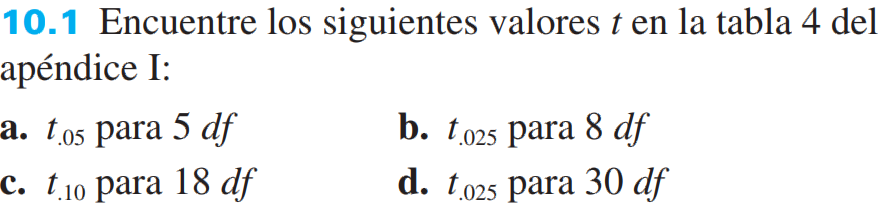 10.1 Encuentre los siguientes valores t en la tabla 4 del
apéndice I:
a. t.05 para 5 df b. t.025 para 8 df
c. t.10 para 18 df d. t.025 para 30 df